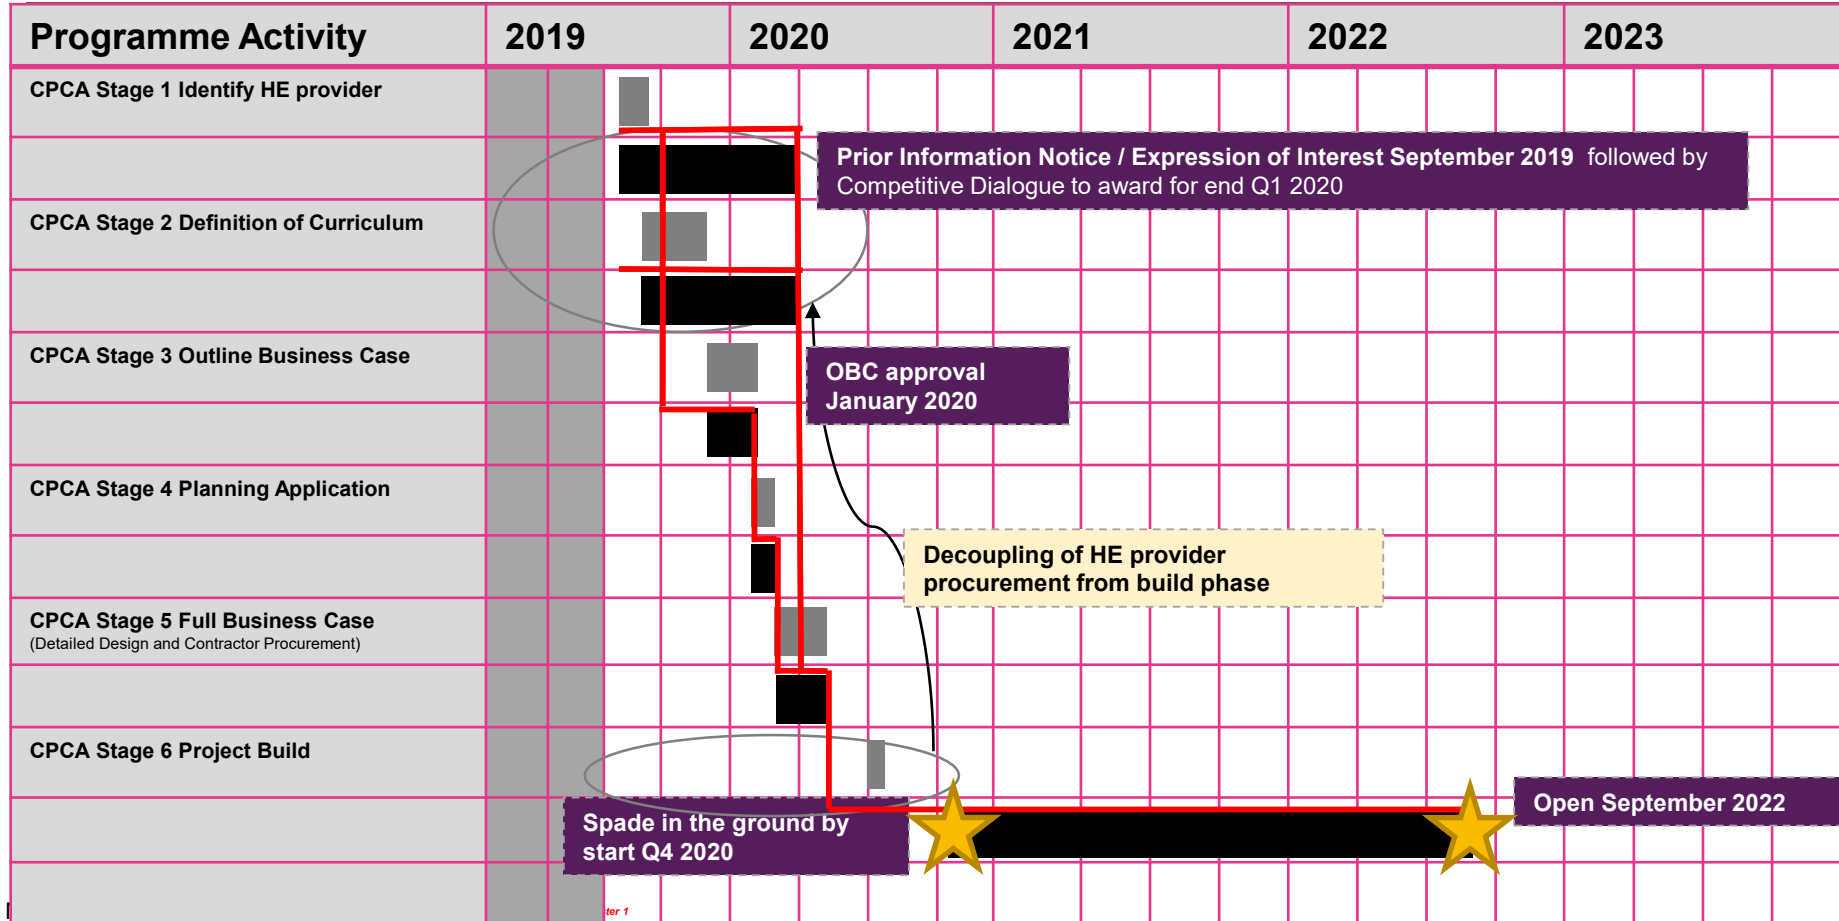 Programme Activity 2019 2020 2021 2022 2023
CPCA Stage 1 Identify HE provider
Prior Information Notice / Expression of Interest September 2019 followed by
Competitive Dialogue to award for end Q1 2020
CPCA Stage 2 Definition of Curriculum
CPCA Stage 3 Outline Business Case
OBC approval
January 2020
CPCA Stage 4 Planning Application
Decoupling of HE provider
procurement from build phase
CPCA Stage 5 Full Business Case
(Detailed Design and Contractor Procurement)
CPCA Stage 6 Project Build
Open September 2022
Spade in the ground by
start Q4 2020
1